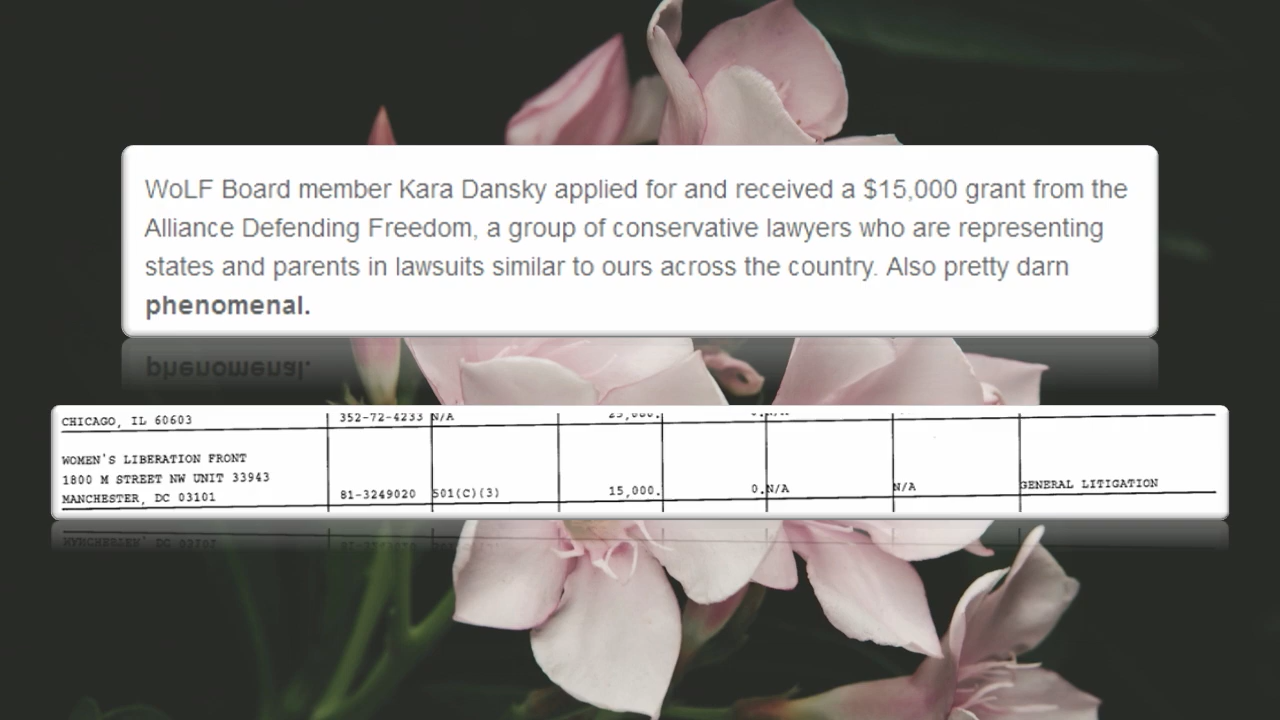 WoLF Board member Kara Dansky applied for and received a $15,000 grant from the
Alliance Defending Freedom, a group of conservative lawyers who are representing
states and parents in lawsuits similar to ours across the country. Also pretty darn
phenomenal.
CHICAGO, IL 60603 352-72-4233 N/A
WOMEN'S LIBERATION FRONT
1800 M STREET NW UNIT 33943
MANCHESTER, DC 03101 81-3249020 501(C)(3) 15,000. 0. N/A N/A GENERAL LITIGATION